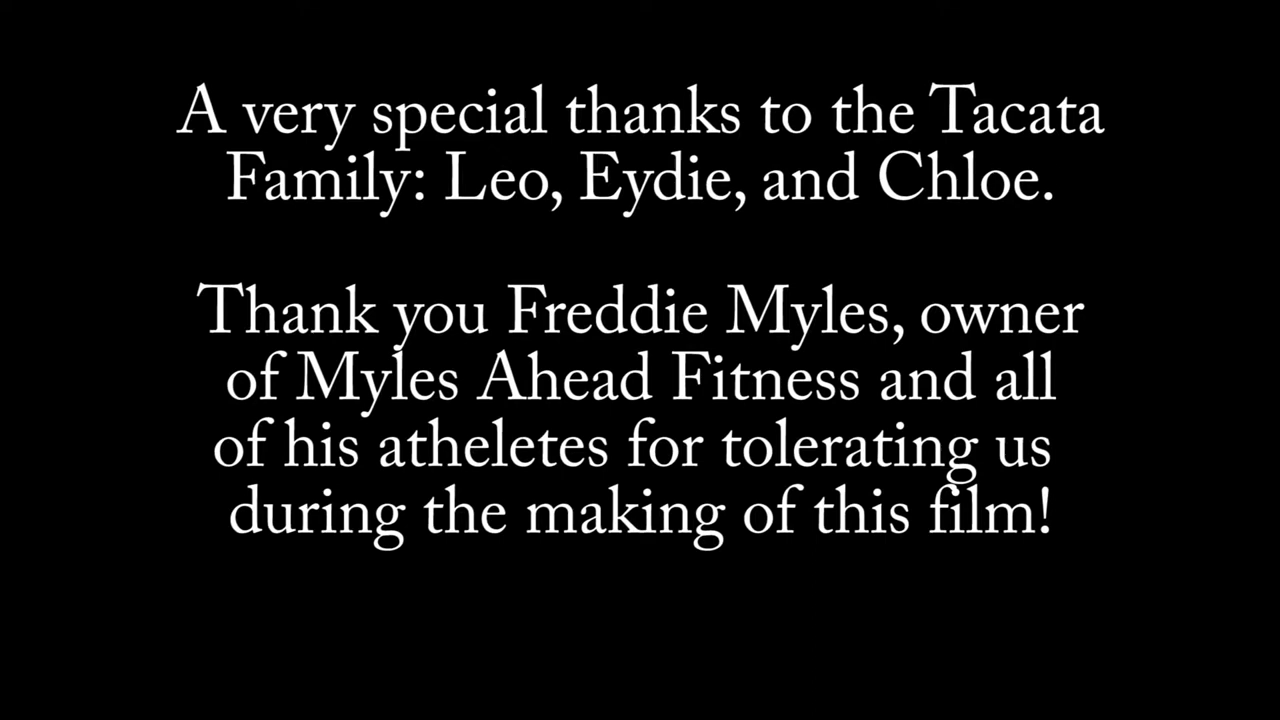 A very special thanks to the Tacata
Family: Leo, Eydie, and Chloe.
Thank you Freddie Myles, owner
of Myles Ahead Fitness and all
of his atheletes for tolerating us
during the making of this film!